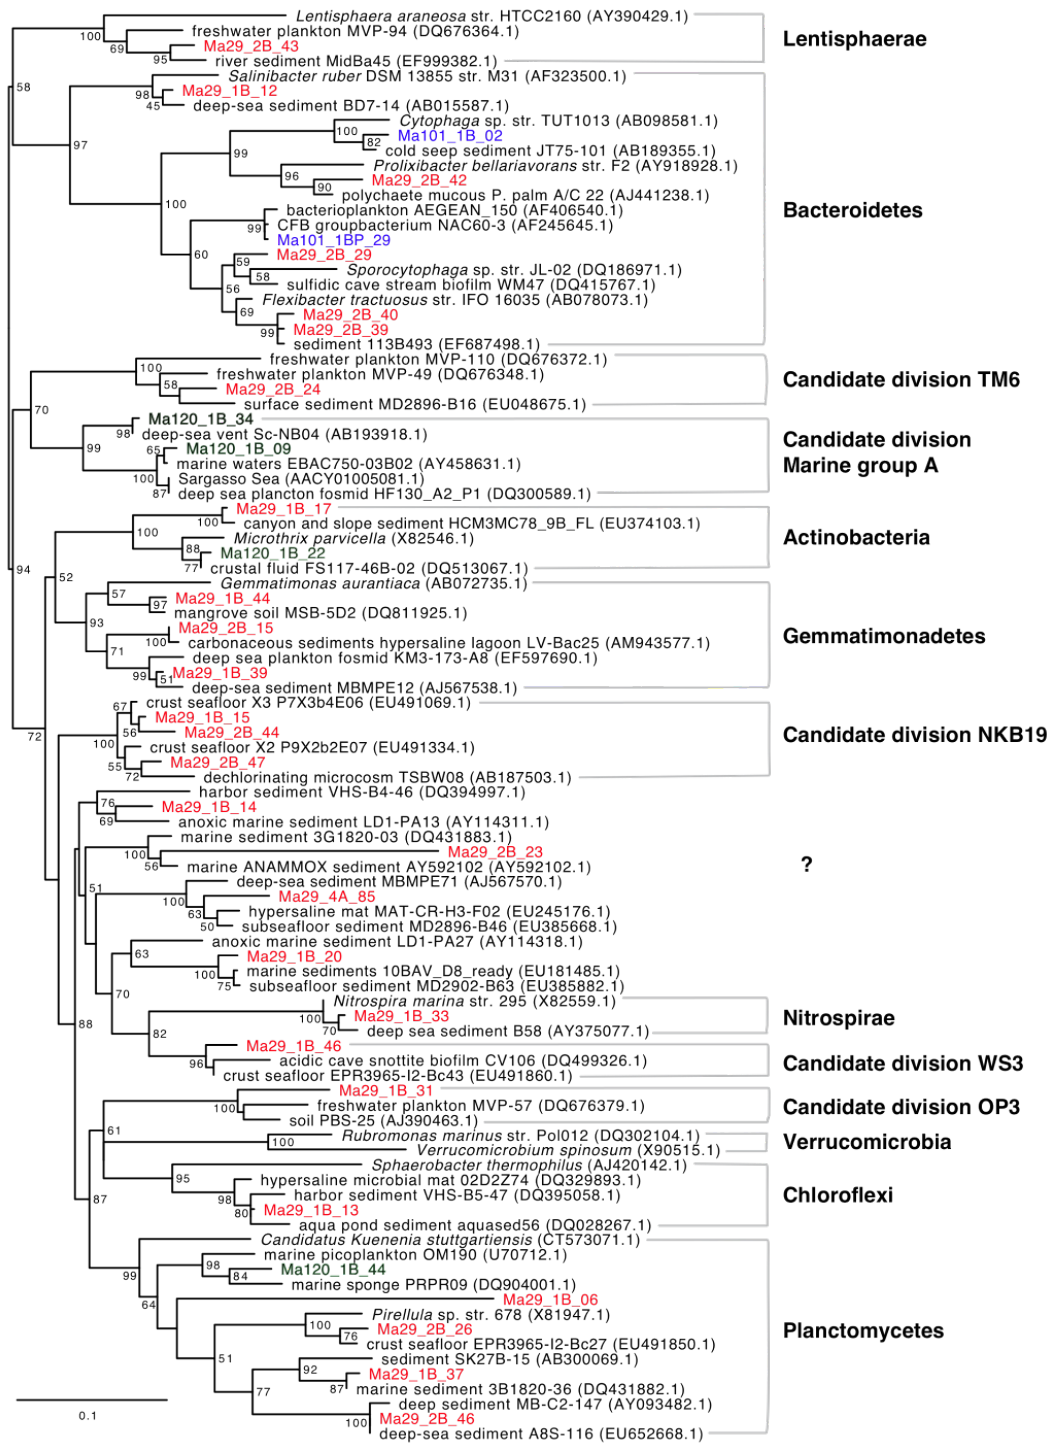 Lentisphaera araneosa str. HTCC2160 (AY390429.1)
100
freshwater plankton MVP-94 (DQ676364.1)
69
Ma29_2B_43
95
river sediment MidBa45 (EF999382.1)
Lentisphaerae
58
Salinibacter ruber DSM 13855 str. M31 (AF323500.1)
98
Ma29_1B_12
45
deep-sea sediment BD7-14 (AB015587.1)
97
Cytophaga sp. str. TUT1013 (AB098581.1)
100
Ma101_1B_02
82
cold seep sediment JT75-101 (AB189355.1)
99
Prolixibacter bellariavorans str. F2 (AY918928.1)
96
Ma29_2B_42
90
polychaete mucous P. palm A/C 22 (AJ441238.1)
100
bacterioplankton AEGEAN_150 (AF406540.1)
99
CFB groupbacterium NAC60-3 (AF245645.1)
Ma101_1BP_29
60
Ma29_2B_29
59
Sporocytophaga sp. str. JL-02 (DQ186971.1)
58
sulfidic cave stream biofilm WM47 (DQ415767.1)
56
Flexibacter tractuosus str. IFO 16035 (AB078073.1)
69
Ma29_2B_40
Ma29_2B_39
99
sediment 113B493 (EF687498.1)
Bacteroidetes
freshwater plankton MVP-110 (DQ676372.1)
100
freshwater plankton MVP-49 (DQ676348.1)
58
Ma29_2B_24
surface sediment MD2896-B16 (EU048675.1)
Candidate division TM6
70
Ma120_1B_34
98
deep-sea vent Sc-NB04 (AB193918.1)
99
Ma120_1B_09
65
marine waters EBAC750-03B02 (AY458631.1)
100
Sargasso Sea (AACY01005081.1)
87
deep sea plancton fosmid HF130_A2_P1 (DQ300589.1)
Candidate division
Marine group A
94
Ma29_1B_17
100
canyon and slope sediment HCM3MC78_9B_FL (EU374103.1)
100
Microthrix parvicella (X82546.1)
88
Ma120_1B_22
77
crustal fluid FS117-46B-02 (DQ513067.1)
Actinobacteria
52
Gemmatimonas aurantiaca (AB072735.1)
57
Ma29_1B_44
97
mangrove soil MSB-5D2 (DQ811925.1)
93
Ma29_2B_15
100
carbonaceous sediments hypersaline lagoon LV-Bac25 (AM943577.1)
71
deep sea plankton fosmid KM3-173-A8 (EF597690.1)
99
51
Ma29_1B_39
deep-sea sediment MBMPE12 (AJ567538.1)
Gemmatimonadetes
72
crust seafloor X3 P7X3b4E06 (EU491069.1)
67
Ma29_1B_15
56
Ma29_2B_44
100
crust seafloor X2 P9X2b2E07 (EU491334.1)
55
Ma29_2B_47
72
dechlorinating microcosm TSBW08 (AB187503.1)
Candidate division NKB19
harbor sediment VHS-B4-46 (DQ394997.1)
76
Ma29_1B_14
69
anoxic marine sediment LD1-PA13 (AY114311.1)
marine sediment 3G1820-03 (DQ431883.1)
100
Ma29_2B_23
56
marine ANAMMOX sediment AY592102 (AY592102.1)
?
51
deep-sea sediment MBMPE71 (AJ567570.1)
100
Ma29_4A_85
63
hypersaline mat MAT-CR-H3-F02 (EU245176.1)
50
subseafloor sediment MD2896-B46 (EU385668.1)
anoxic marine sediment LD1-PA27 (AY114318.1)
63
Ma29_1B_20
100
marine sediments 10BAV_D8_ready (EU181485.1)
75
subseafloor sediment MD2902-B63 (EU385882.1)
70
Nitrospira marina str. 295 (X82559.1)
100
Ma29_1B_33
70
deep sea sediment B58 (AY375077.1)
Nitrospirae
88
82
Ma29_1B_46
96
acidic cave snottite biofilm CV106 (DQ499326.1)
crust seafloor EPR3965-I2-Bc43 (EU491860.1)
Candidate division WS3
Ma29_1B_31
100
freshwater plankton MVP-57 (DQ676379.1)
soil PBS-25 (AJ390463.1)
Candidate division OP3
61
Rubromonas marinus str. Pol012 (DQ302104.1)
100
Verrucomicrobium spinosum (X90515.1)
Verrucomicrobia
Sphaerobacter thermophilus (AJ420142.1)
95
hypersaline microbial mat 02D2Z74 (DQ329893.1)
98
harbor sediment VHS-B5-47 (DQ395058.1)
80
Ma29_1B_13
aqua pond sediment aquased56 (DQ028267.1)
Chloroflexi
87
Candidatus Kuenenia stuttgartiensis (CT573071.1)
marine picoplankton OM190 (U70712.1)
98
Ma120_1B_44
99
84
marine sponge PRPR09 (DQ904001.1)
64
Ma29_1B_06
Pirellula sp. str. 678 (X81947.1)
100
Ma29_2B_26
76
crust seafloor EPR3965-I2-Bc27 (EU491850.1)
51
sediment SK27B-15 (AB300069.1)
92
Ma29_1B_37
87
marine sediment 3B1820-36 (DQ431882.1)
77
deep sediment MB-C2-147 (AY093482.1)
Ma29_2B_46
100
deep-sea sediment A8S-116 (EU652668.1)
Planctomycetes
0.1